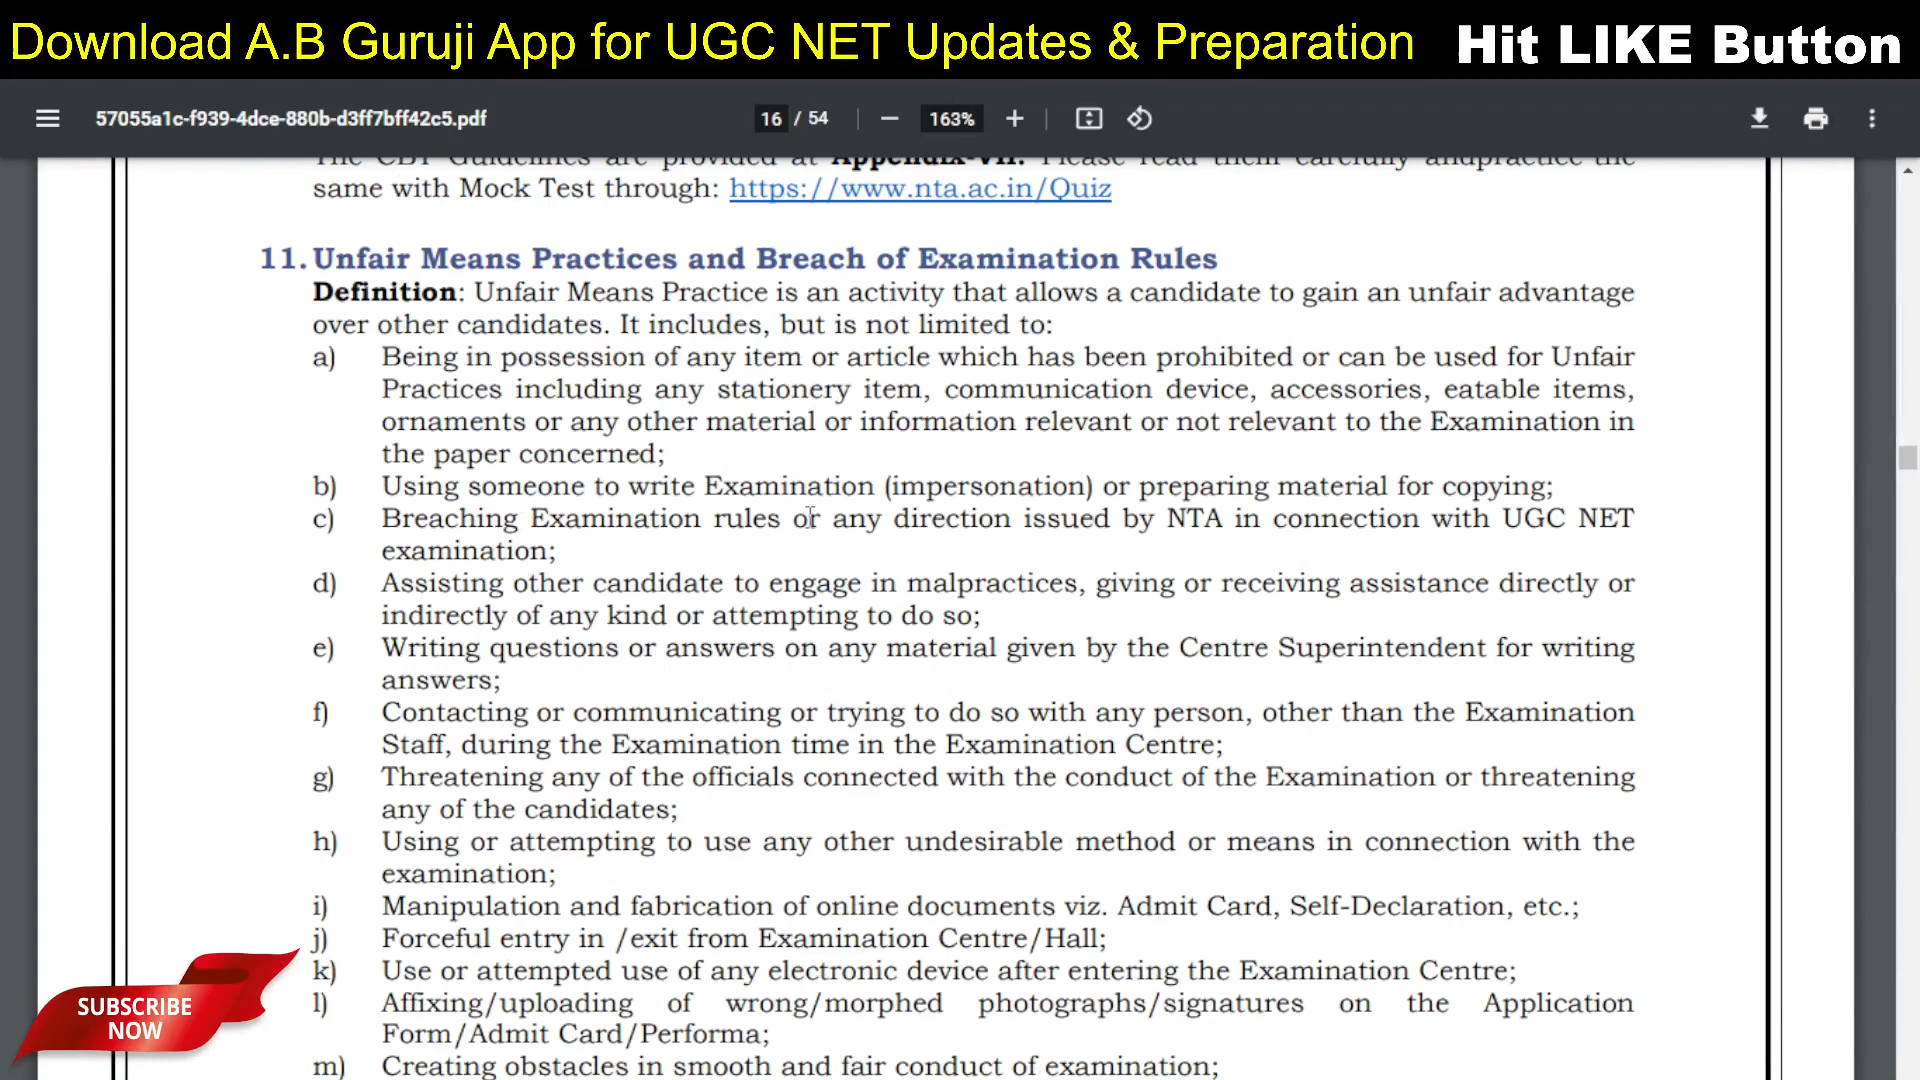 Download A.B Guruji App for UGC NET Updates & Preparation Hit LIKE Button
57055a1c-f939-4dce-880b-d3ff7bff42c5.pdf 16 / 54 163%
The CBT Guidelines are provided at Appendix-VII. Please read them carefully andpractice the
same with Mock Test through: https://www.nta.ac.in/Quiz
11. Unfair Means Practices and Breach of Examination Rules
Definition: Unfair Means Practice is an activity that allows a candidate to gain an unfair advantage
over other candidates. It includes, but is not limited to:
a) Being in possession of any item or article which has been prohibited or can be used for Unfair
Practices including any stationery item, communication device, accessories, eatable items,
ornaments or any other material or information relevant or not relevant to the Examination in
the paper concerned;
b) Using someone to write Examination (impersonation) or preparing material for copying;
c) Breaching Examination rules or any direction issued by NTA in connection with UGC NET
examination;
d) Assisting other candidate to engage in malpractices, giving or receiving assistance directly or
indirectly of any kind or attempting to do so;
e) Writing questions or answers on any material given by the Centre Superintendent for writing
answers;
f) Contacting or communicating or trying to do so with any person, other than the Examination
Staff, during the Examination time in the Examination Centre;
g) Threatening any of the officials connected with the conduct of the Examination or threatening
any of the candidates;
h) Using or attempting to use any other undesirable method or means in connection with the
examination;
i) Manipulation and fabrication of online documents viz. Admit Card, Self-Declaration, etc.;
j) Forceful entry in /exit from Examination Centre/Hall;
k) Use or attempted use of any electronic device after entering the Examination Centre;
l) Affixing/uploading of wrong/morphed photographs/signatures on the Application
Form/Admit Card/Performa;
m) Creating obstacles in smooth and fair conduct of examination;
SUBSCRIBE
NOW